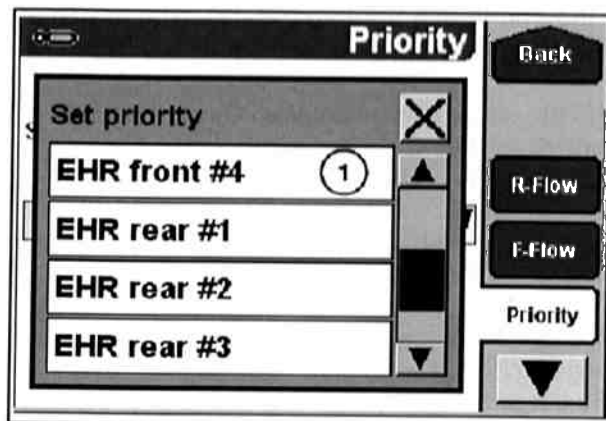 Priority
Back
Set priority
EHR front #4 1
EHR rear #1
EHR rear #2
EHR rear #3
R-Flow
F-Flow
Priority